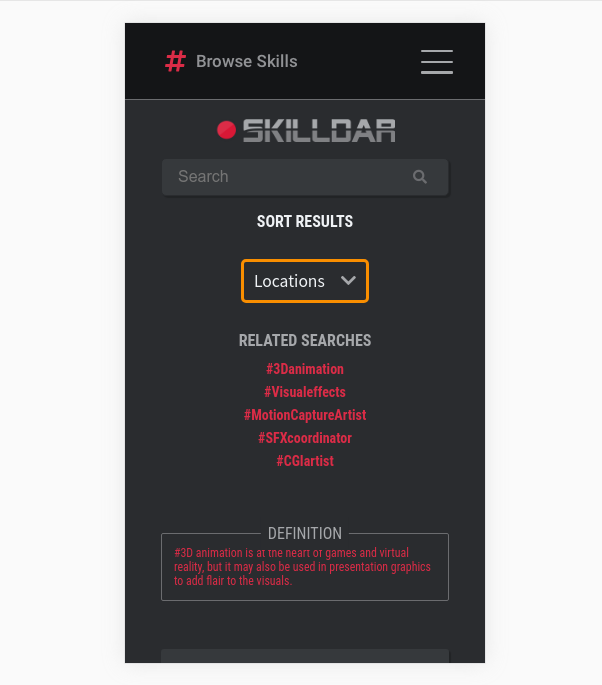 # Browse Skills
SKILLDAR
Search
SORT RESULTS
Locations
RELATED SEARCHES
#3Danimation
#Visualeffects
#MotionCaptureArtist
#SFXcoordinator
#CGIartist
DEFINITION
#3D animation is at the heart of games and virtual
reality, but it may also be used in presentation graphics
to add flair to the visuals.